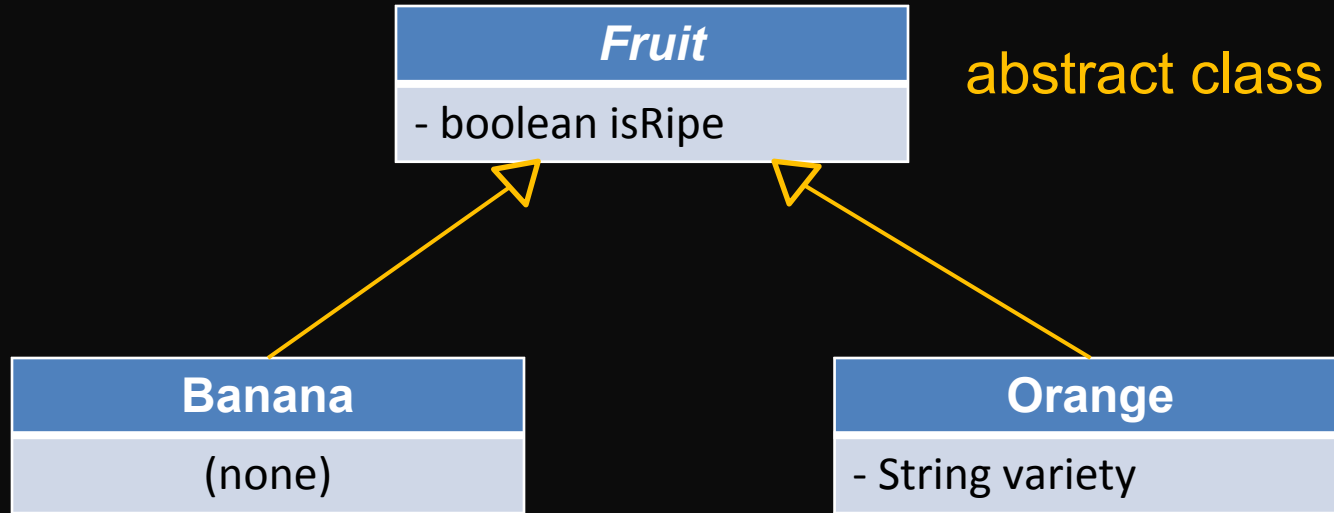 Fruit
abstract class
- boolean isRipe
Banana
Orange
(none)
- String variety